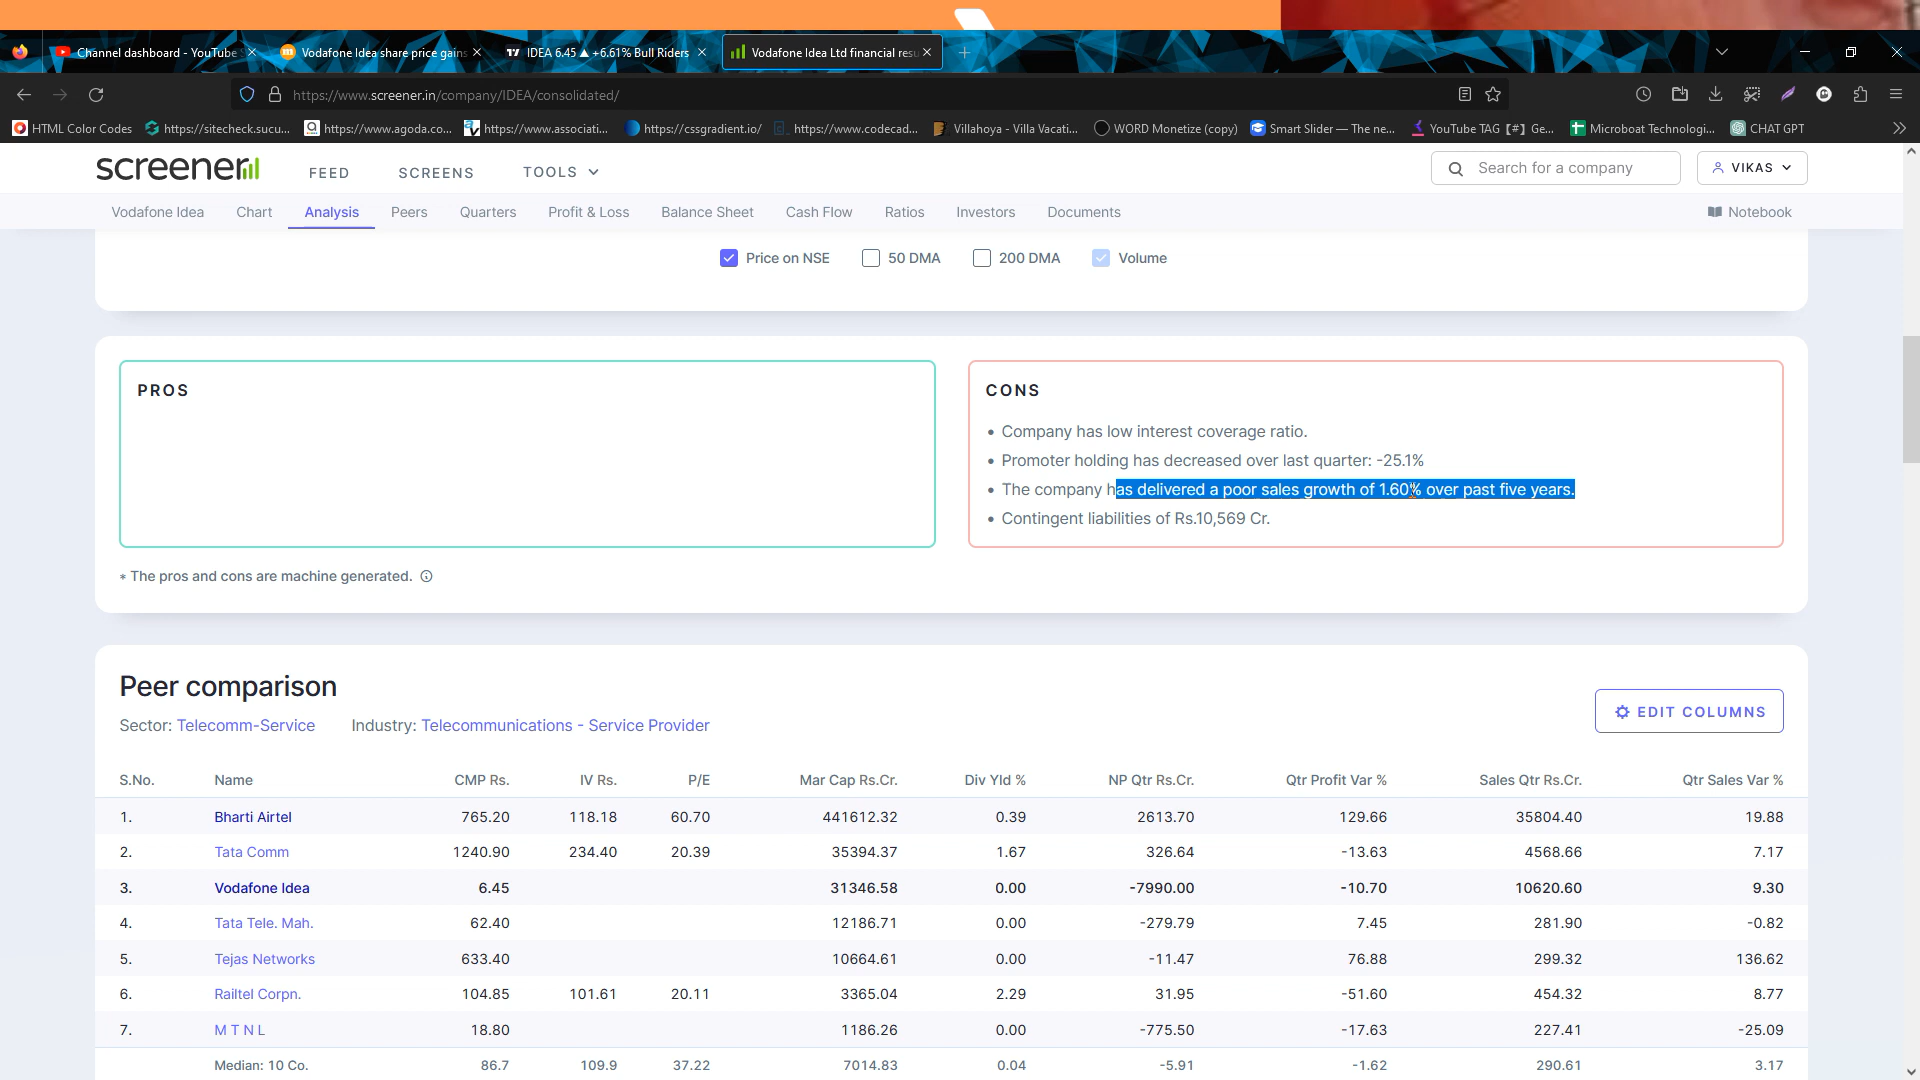 Channel dashboard - YouTube S
Vodafone Idea share price gains
IDEA 6.45 ▲ +6.61% Bull Riders
Vodafone Idea Ltd financial resu
https://www.screener.in/company/IDEA/consolidated/
HTML Color Codes
https://sitecheck.sucu...
https://www.agoda.co...
https://www.associati...
https://cssgradient.io/
https://www.codecad...
Villahoya - Villa Vacati...
WORD Monetize (copy)
Smart Slider — The ne...
YouTube TAG【#】Ge...
Microboat Technologi...
CHAT GPT
screener
FEED
SCREENS
TOOLS
Search for a company
VIKAS
Vodafone Idea
Chart
Analysis
Peers
Quarters
Profit & Loss
Balance Sheet
Cash Flow
Ratios
Investors
Documents
Notebook
Price on NSE
50 DMA
200 DMA
Volume
PROS
CONS
• Company has low interest coverage ratio.
• Promoter holding has decreased over last quarter: -25.1%
• The company has delivered a poor sales growth of 1.60% over past five years.
• Contingent liabilities of Rs.10,569 Cr.
* The pros and cons are machine generated.
Peer comparison
Sector: Telecomm-Service Industry: Telecommunications - Service Provider
EDIT COLUMNS
S.No. Name CMP Rs. IV Rs. P/E Mar Cap Rs.Cr. Div Yld % NP Qtr Rs.Cr. Qtr Profit Var % Sales Qtr Rs.Cr. Qtr Sales Var %
1. Bharti Airtel 765.20 118.18 60.70 441612.32 0.39 2613.70 129.66 35804.40 19.88
2. Tata Comm 1240.90 234.40 20.39 35394.37 1.67 326.64 -13.63 4568.66 7.17
3. Vodafone Idea 6.45 31346.58 0.00 -7990.00 -10.70 10620.60 9.30
4. Tata Tele. Mah. 62.40 12186.71 0.00 -279.79 7.45 281.90 -0.82
5. Tejas Networks 633.40 10664.61 0.00 -11.47 76.88 299.32 136.62
6. Railtel Corpn. 104.85 101.61 20.11 3365.04 2.29 31.95 -51.60 454.32 8.77
7. M T N L 18.80 1186.26 0.00 -775.50 -17.63 227.41 -25.09
Median: 10 Co. 86.7 109.9 37.22 7014.83 0.04 -5.91 -1.62 290.61 3.17